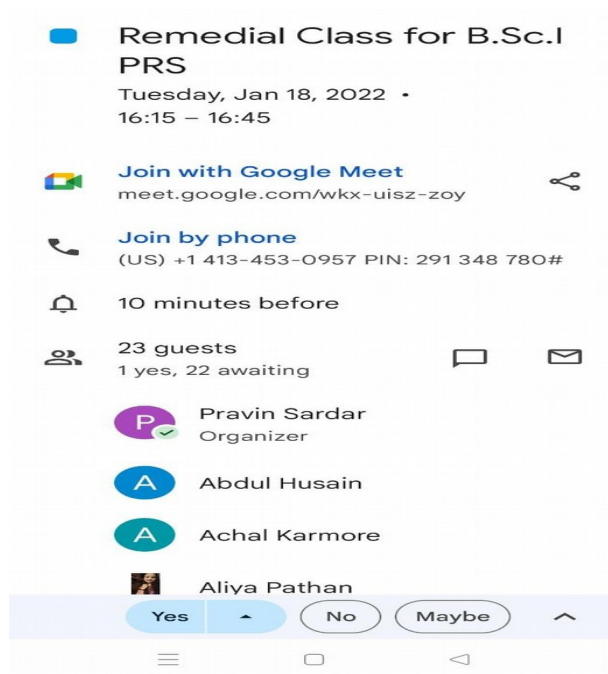 Remedial Class for B.Sc.I
PRS
Tuesday, Jan 18, 2022 •
16:15 – 16:45
Join with Google Meet
meet.google.com/wkx-uisz-zoy
Join by phone
(US) +1 413-453-0957 PIN: 291 348 780#
10 minutes before
23 guests
1 yes, 22 awaiting
P
Pravin Sardar
Organizer
A
Abdul Husain
A
Achal Karmore
Aliya Pathan
Yes
No
Maybe